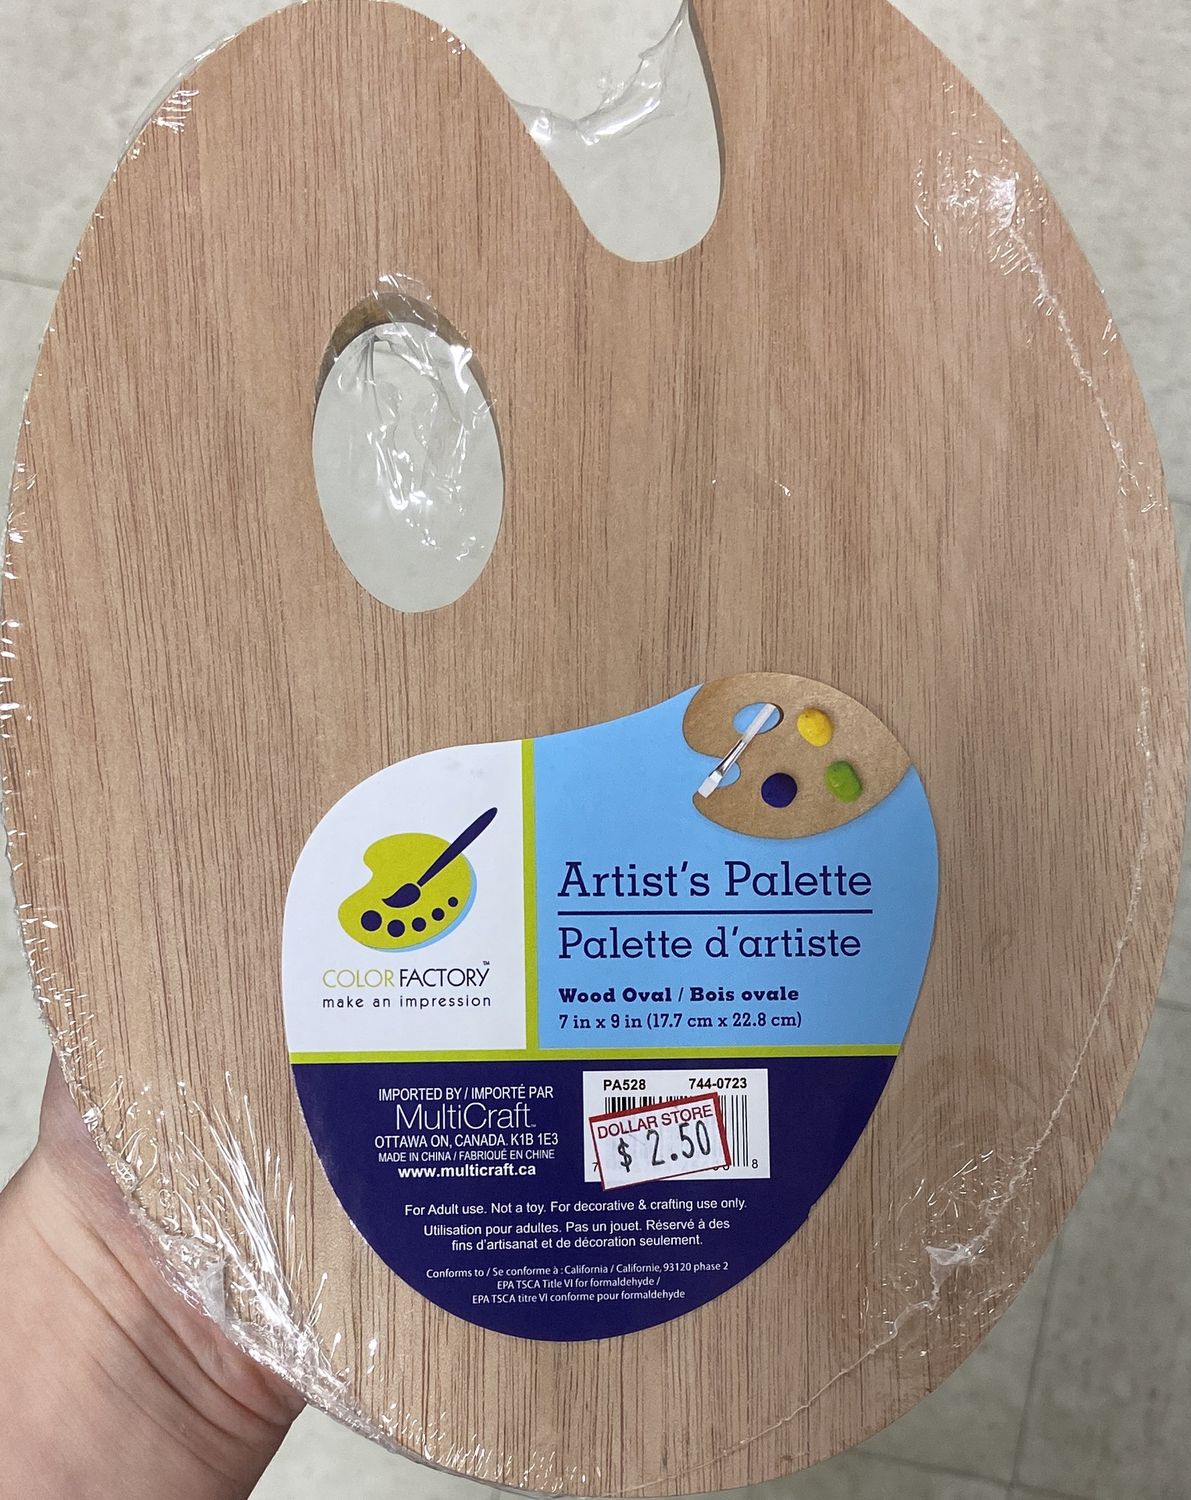 Artist's Palette
Palette d'artiste
Wood Oval / Bois ovale
7 in x 9 in (17.7 cm x 22.8 cm)
COLOR FACTORY™
make an impression
IMPORTED BY / IMPORTÉ PAR
MultiCraft™
OTTAWA ON, CANADA. K1B 1E3
MADE IN CHINA / FABRIQUÉ EN CHINE
www.multicraft.ca
PA528 744-0723
DOLLAR STORE
$ 2.50
7 8
For Adult use. Not a toy. For decorative & crafting use only.
Utilisation pour adultes. Pas un jouet. Réservé à des
fins d'artisanat et de décoration seulement.
Conforms to / Se conforme à : California / Californie, 93120 phase 2
EPA TSCA Title VI for formaldehyde /
EPA TSCA titre VI conforme pour formaldehyde